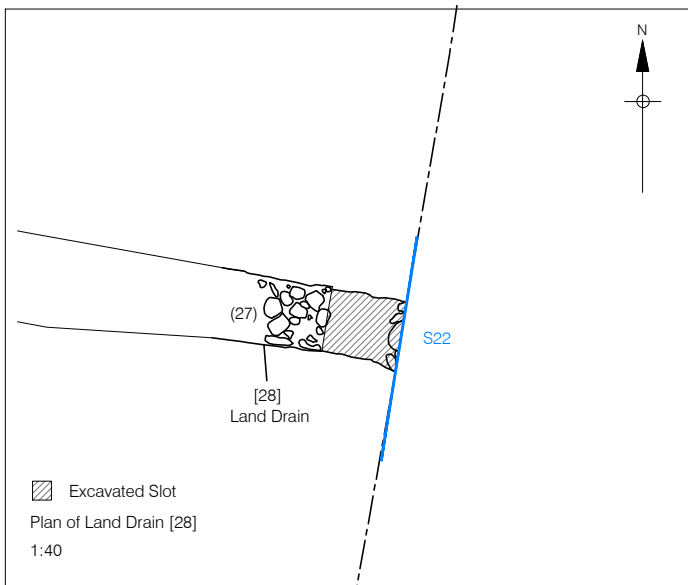 N
(27)
S22
[28]
Land Drain
Excavated Slot
Plan of Land Drain [28]
1:40